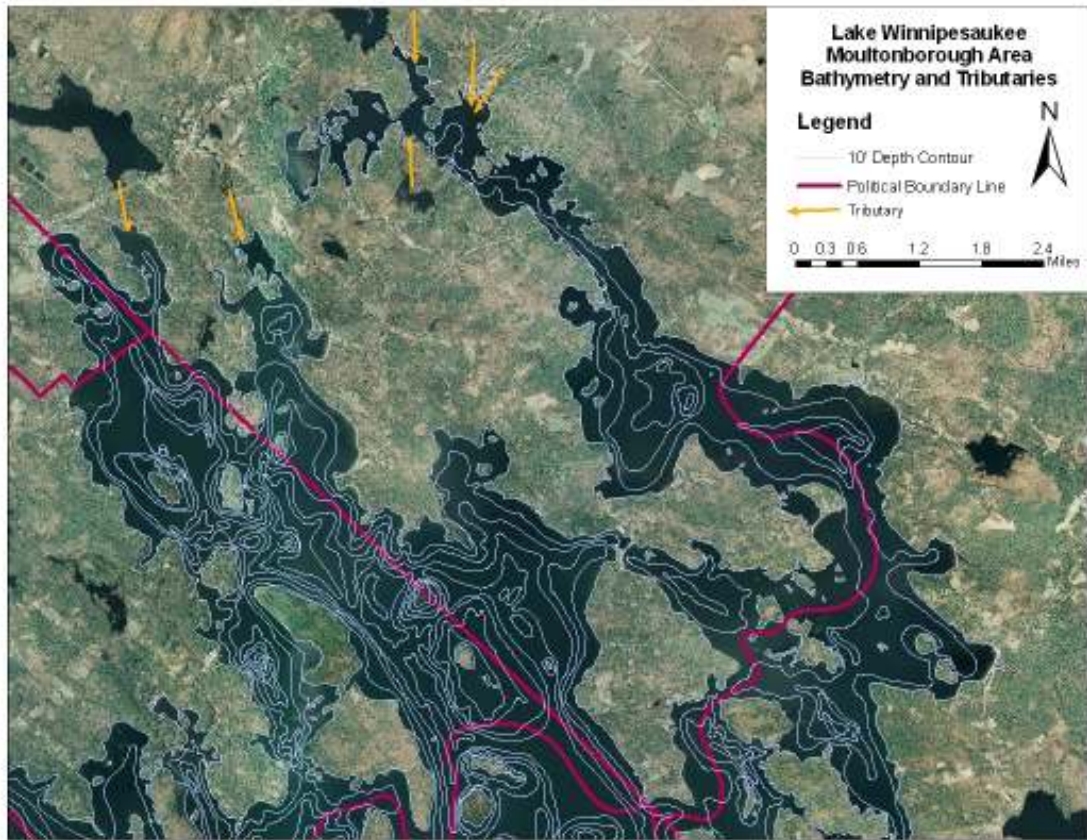 Lake Winnipesaukee
Moultonborough Area
Bathymetry and Tributaries
Legend
N
10' Depth Contour
Political Boundary Line
Tributary
0 0.3 0.6 1.2 1.8 2.4
Miles